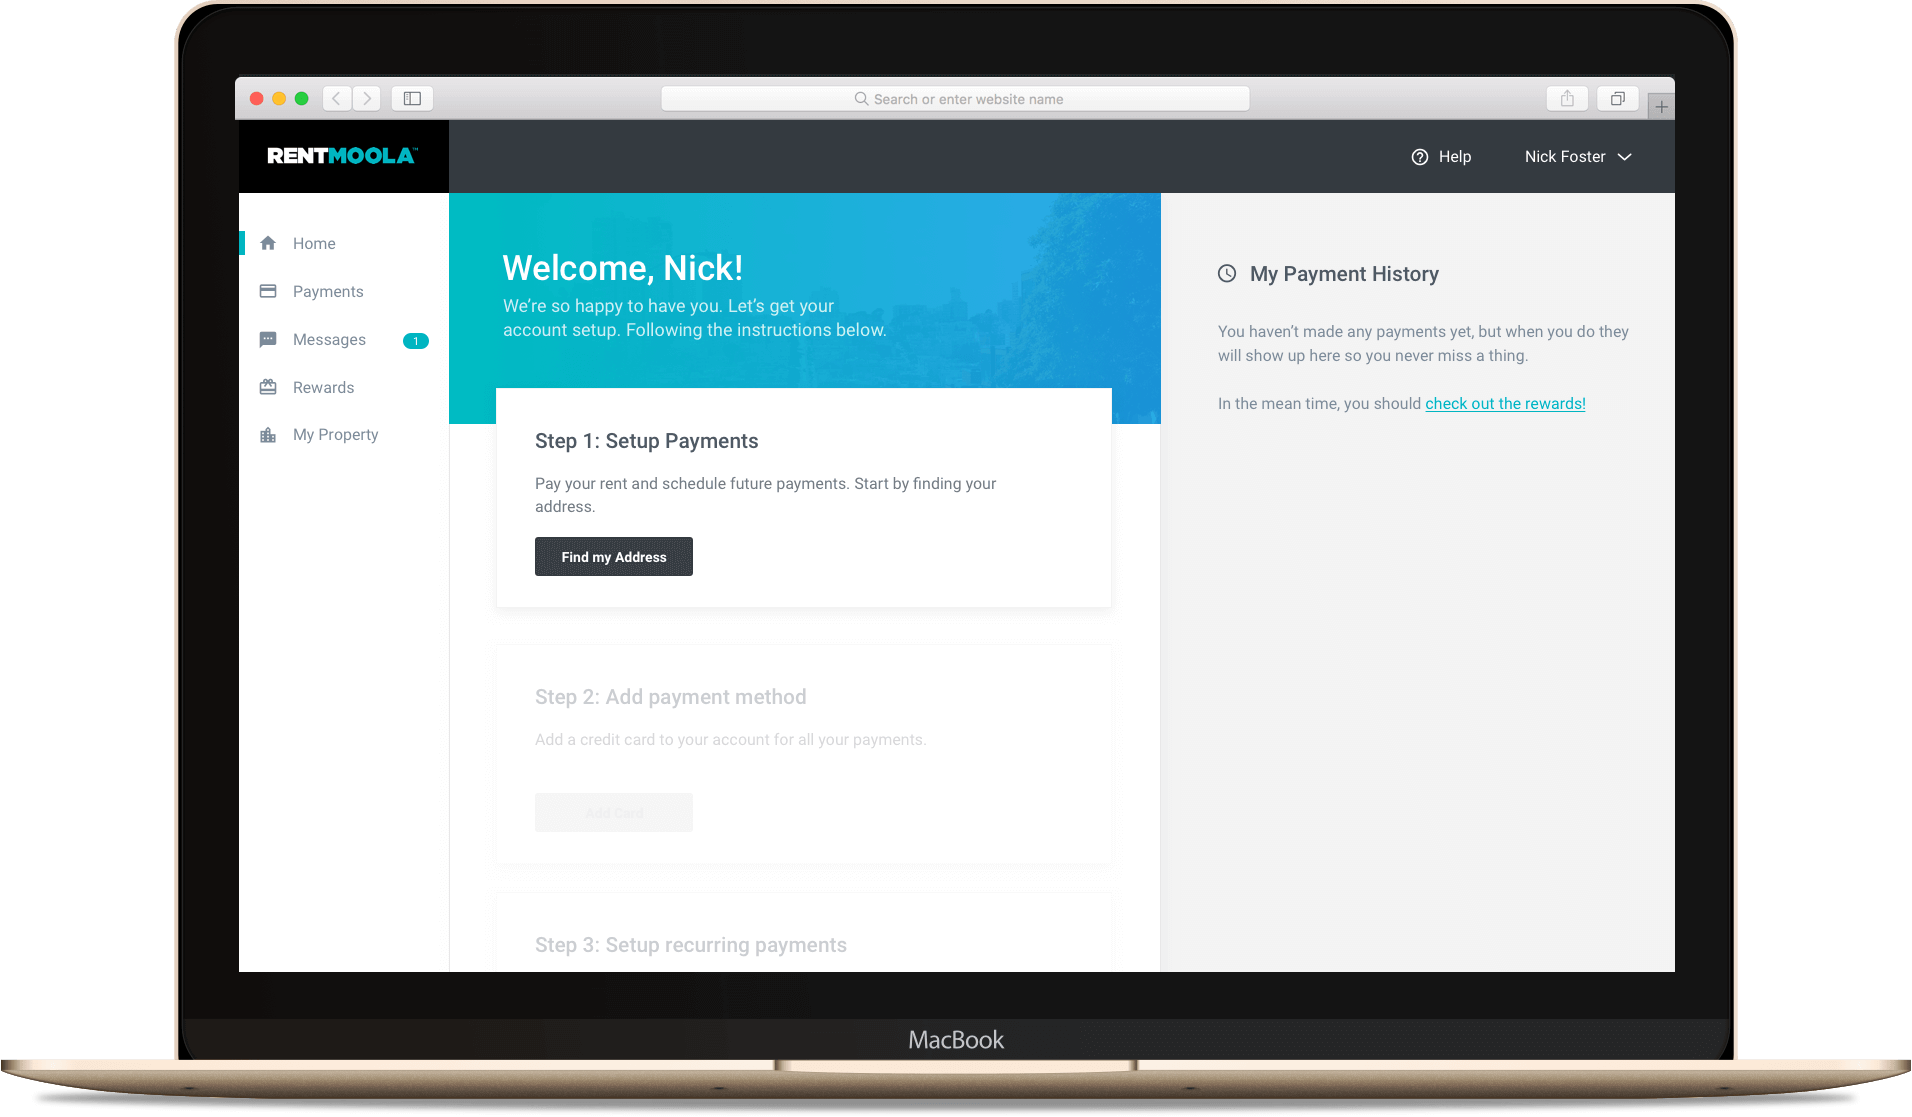 Search or enter website name
RENTMOOLA™
Help
Nick Foster
Home
Payments
Messages
1
Rewards
My Property
Welcome, Nick!
We're so happy to have you. Let's get your
account setup. Following the instructions below.
Step 1: Setup Payments
Pay your rent and schedule future payments. Start by finding your
address.
Find my Address
Step 2: Add payment method
Add a credit card to your account for all your payments.
Add Card
Step 3: Setup recurring payments
My Payment History
You haven't made any payments yet, but when you do they
will show up here so you never miss a thing.
In the mean time, you should check out the rewards!
MacBook